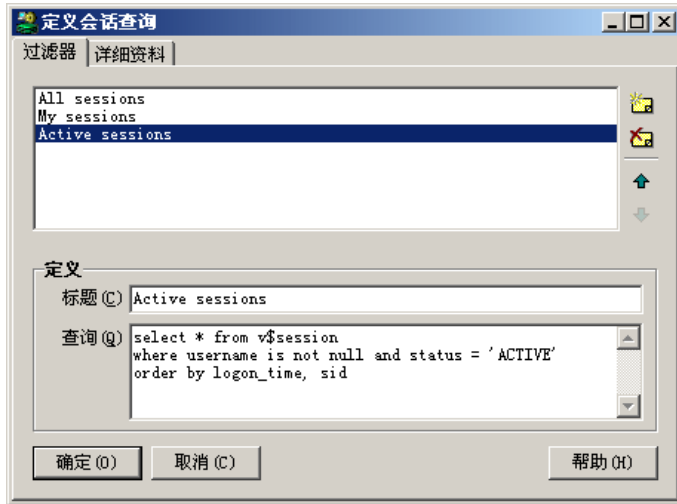 定义会话查询
过滤器 详细资料
All sessions
My sessions
Active sessions
定义
标题(C) Active sessions
查询(Q) select * from v$session
where username is not null and status = 'ACTIVE'
order by logon_time, sid
确定(O) 取消(C) 帮助(H)